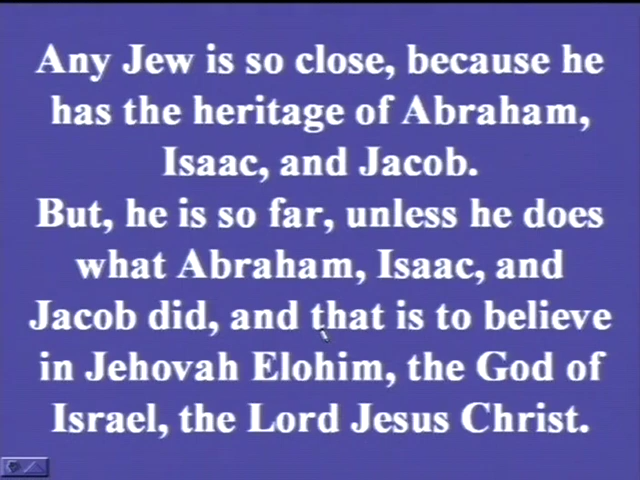 Any Jew is so close, because he
has the heritage of Abraham,
Isaac, and Jacob.
But, he is so far, unless he does
what Abraham, Isaac, and
Jacob did, and that is to believe
in Jehovah Elohim, the God of
Israel, the Lord Jesus Christ.